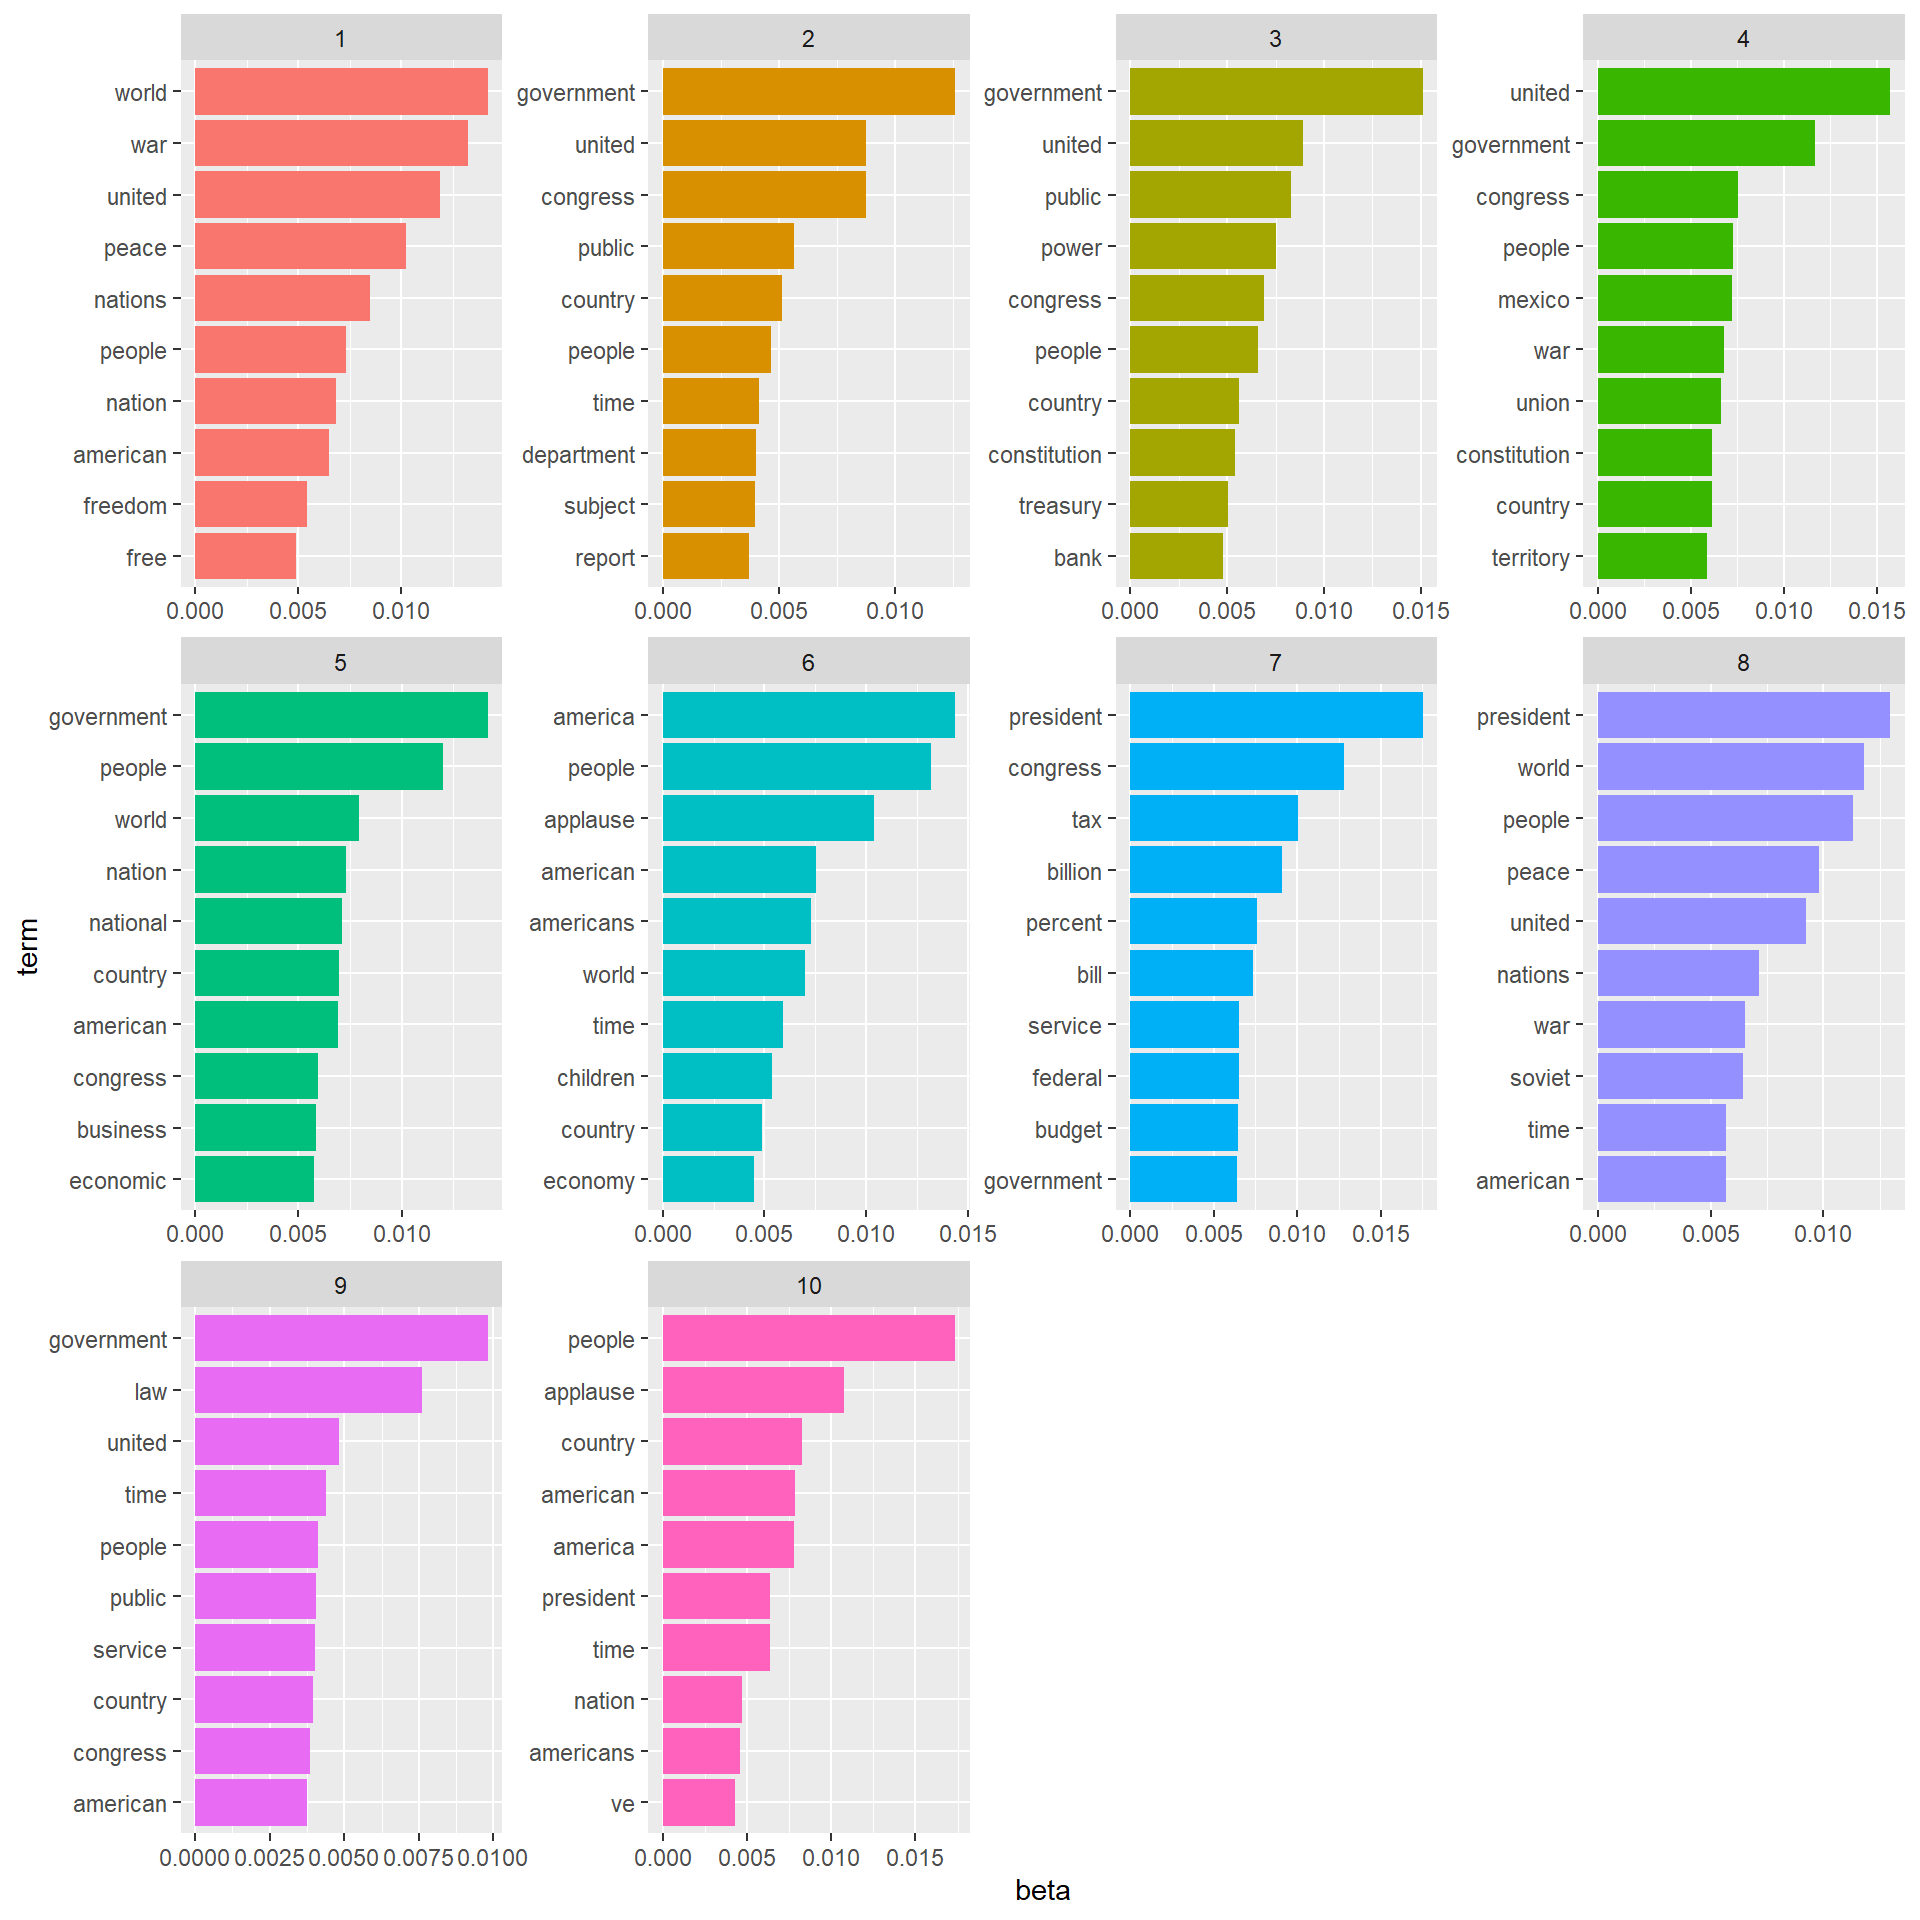 1
world
war
united
peace
nations
people
nation
american
freedom
free
0.000 0.005 0.010
2
government
united
congress
public
country
people
time
department
subject
report
0.000 0.005 0.010
3
government
united
public
power
congress
people
country
constitution
treasury
bank
0.000 0.005 0.010 0.015
4
united
government
congress
people
mexico
war
union
constitution
country
territory
0.000 0.005 0.010 0.015
5
government
people
world
nation
national
country
american
congress
business
economic
0.000 0.005 0.010
6
america
people
applause
american
americans
world
time
children
country
economy
0.000 0.005 0.010 0.015
7
president
congress
tax
billion
percent
bill
service
federal
budget
government
0.000 0.005 0.010 0.015
8
president
world
people
peace
united
nations
war
soviet
time
american
0.000 0.005 0.010
9
government
law
united
time
people
public
service
country
congress
american
0.0000 0.0025 0.0050 0.0075 0.0100
10
people
applause
country
american
america
president
time
nation
americans
ve
0.000 0.005 0.010 0.015
term
beta